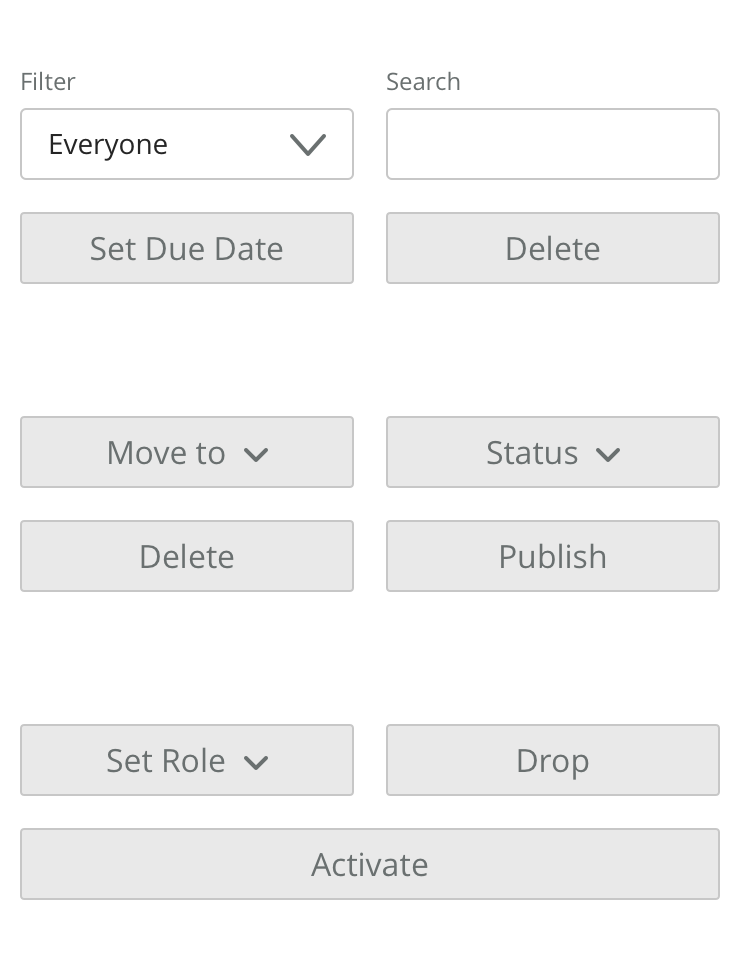 Filter
Search
Everyone
Set Due Date
Delete
Move to
Status
Delete
Publish
Set Role
Drop
Activate